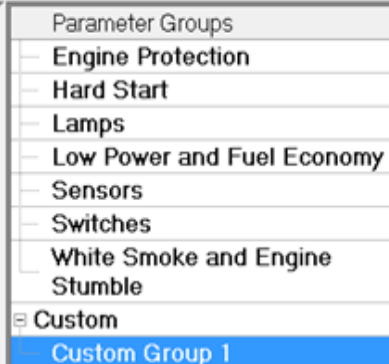 Parameter Groups
Engine Protection
Hard Start
Lamps
Low Power and Fuel Economy
Sensors
Switches
White Smoke and Engine
Stumble
Custom
Custom Group 1